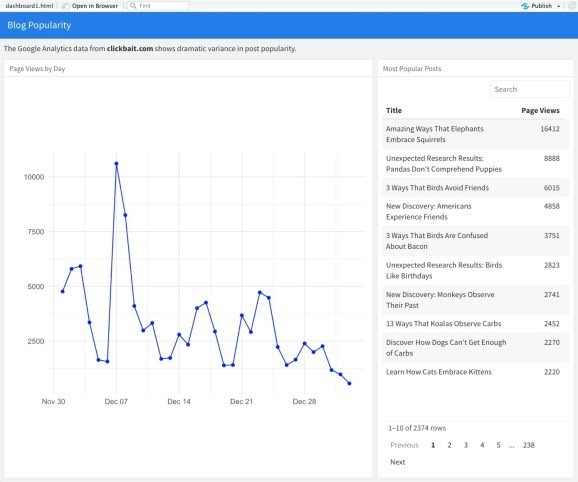 dashboard1.html
Open in Browser
Find
Publish
Blog Popularity
The Google Analytics data from clickbait.com shows dramatic variance in post popularity.
Page Views by Day
10000
7500
5000
2500
Nov 30 Dec 07 Dec 14 Dec 21 Dec 28
Most Popular Posts
Search
Title Page Views
Amazing Ways That Elephants 16412
Embrace Squirrels
Unexpected Research Results: 8888
Pandas Don't Comprehend Puppies
3 Ways That Birds Avoid Friends 6015
New Discovery: Americans 4858
Experience Friends
3 Ways That Birds Are Confused 3751
About Bacon
Unexpected Research Results: Birds 2823
Like Birthdays
New Discovery: Monkeys Observe 2741
Their Past
13 Ways That Koalas Observe Carbs 2452
Discover How Dogs Can't Get Enough 2270
of Carbs
Learn How Cats Embrace Kittens 2220
1–10 of 2374 rows
Previous 1 2 3 4 5 ... 238
Next